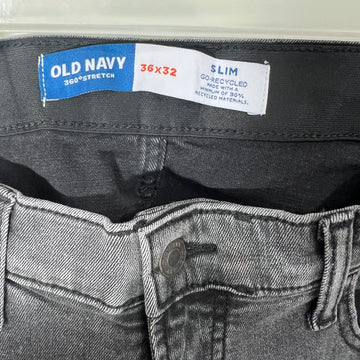 OLD NAVY
360° STRETCH
36X32
SLIM
GO-RECYCLED
MADE WITH A
MINIMUM OF 30%
RECYCLED MATERIALS.